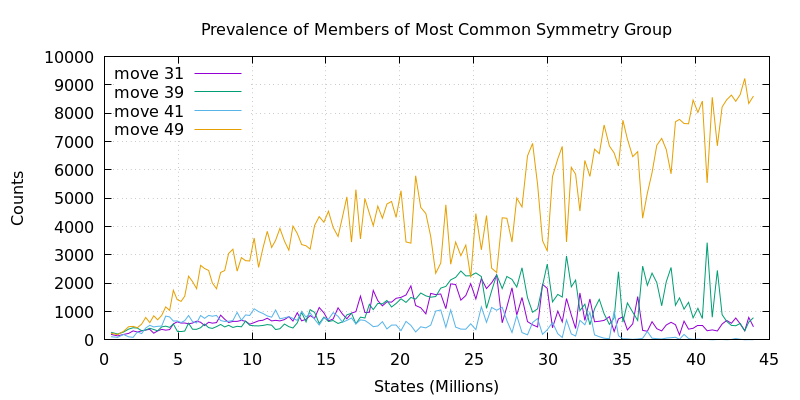 Prevalence of Members of Most Common Symmetry Group
10000
9000
8000
7000
6000
5000
4000
3000
2000
1000
0
Counts
move 31
move 39
move 41
move 49
0 5 10 15 20 25 30 35 40 45
States (Millions)